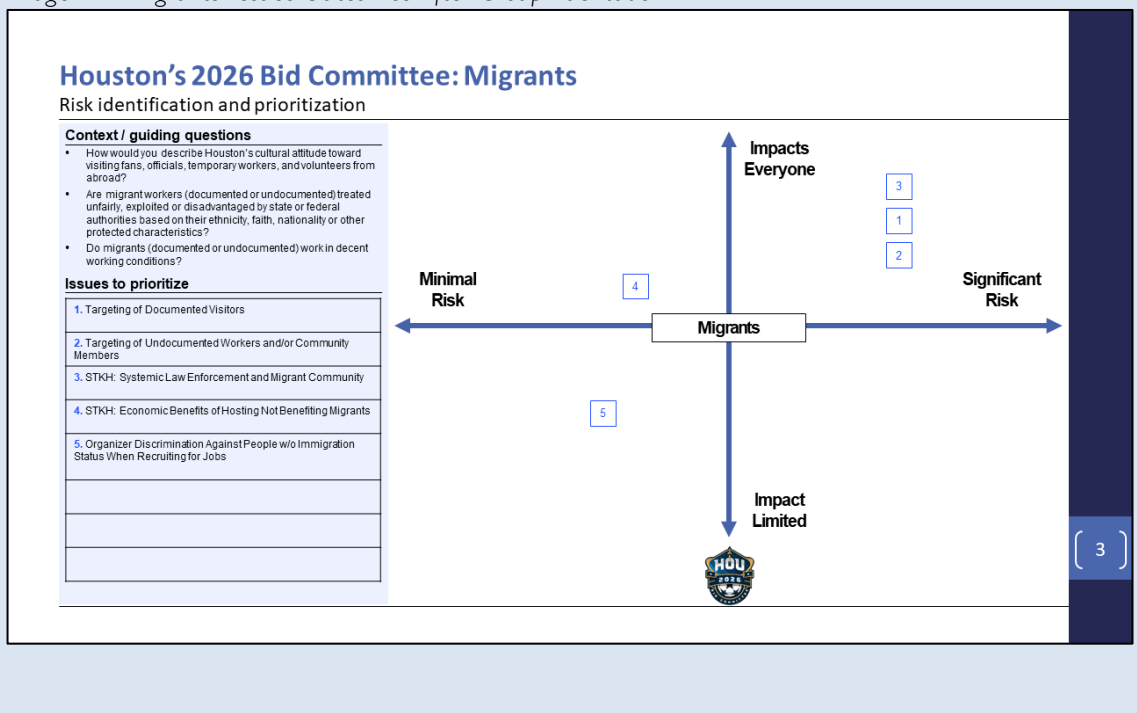 Houston's 2026 Bid Committee: Migrants
Risk identification and prioritization
Context / guiding questions
• How would you describe Houston's cultural attitude toward
visiting fans, officials, temporary workers, and volunteers from
abroad?
• Are migrant workers (documented or undocumented) treated
unfairly, exploited or disadvantaged by state or federal
authorities based on their ethnicity, faith, nationality or other
protected characteristics?
• Do migrants (documented or undocumented) work in decent
working conditions?
Issues to prioritize
1. Targeting of Documented Visitors
2. Targeting of Undocumented Workers and/or Community
Members
3. STKH: Systemic Law Enforcement and Migrant Community
4. STKH: Economic Benefits of Hosting Not Benefiting Migrants
5. Organizer Discrimination Against People w/o Immigration
Status When Recruiting for Jobs
Impacts
Everyone
3
1
2
Minimal
Risk
4
Significant
Risk
Migrants
5
Impact
Limited
HOU
2026
3